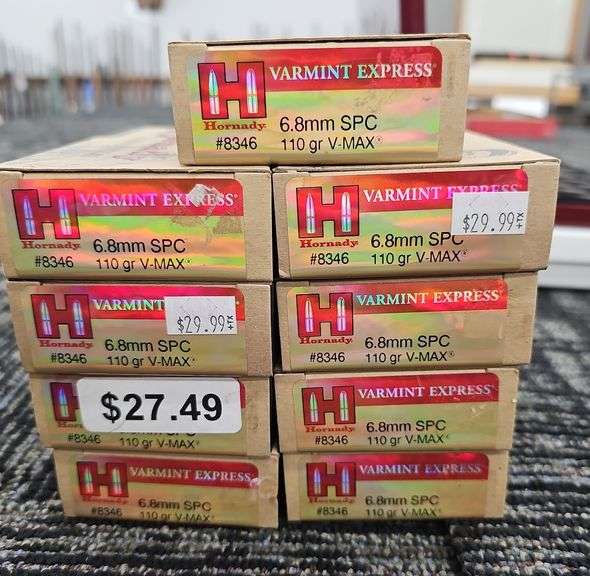 VARMINT EXPRESS®
Hornady
6.8mm SPC
#8346
110 gr V-MAX®
VARMINT EXPRESS®
Hornady
6.8mm SPC
#8346
110 gr V-MAX®
VARMINT EXPRESS
$29.99+TX
Hornady
6.8mm SPC
#8346
110 gr V-MAX®
VARMINT
$29.99+TX
Hornady
6.8mm SPC
#8346
110 gr V-MAX®
VARMINT EXPRESS®
Hornady
6.8mm SPC
#8346
110 gr V-MAX®
$27.49
#8346
110 gr V-MAX®
VARMINT EXPRESS®
Hornady
6.8mm SPC
#8346
110 gr V-MAX®
VARMINT EXPRESS
Hornady
6.8mm SPC
#8346
110 gr V-MAX®
VARMINT EXPRESS®
Hornady
6.8mm SPC
#8346
110 gr V-MAX®